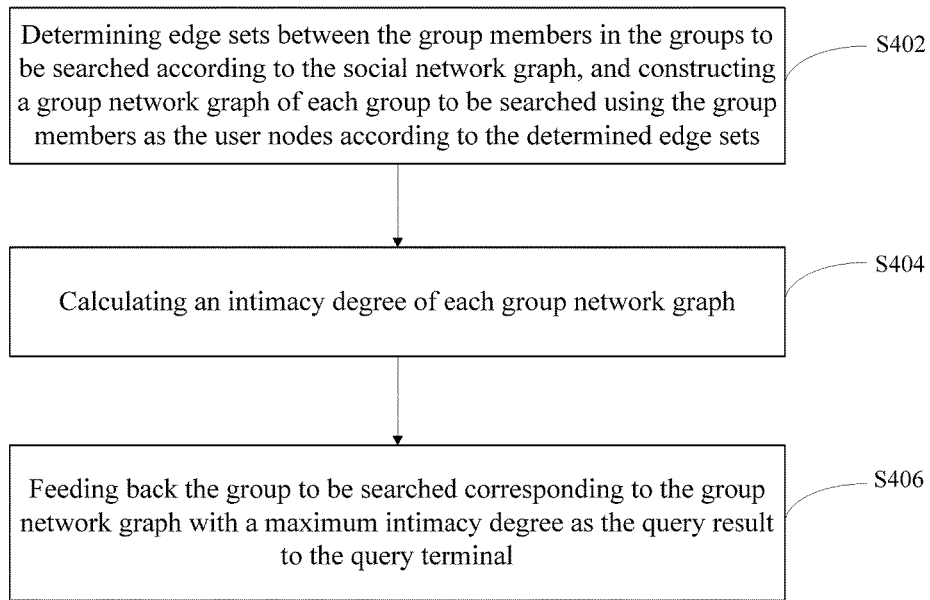 Determining edge sets between the group members in the groups to
be searched according to the social network graph, and constructing
a group network graph of each group to be searched using the group
members as the user nodes according to the determined edge sets
S402
Calculating an intimacy degree of each group network graph
S404
Feeding back the group to be searched corresponding to the group
network graph with a maximum intimacy degree as the query result
to the query terminal
S406